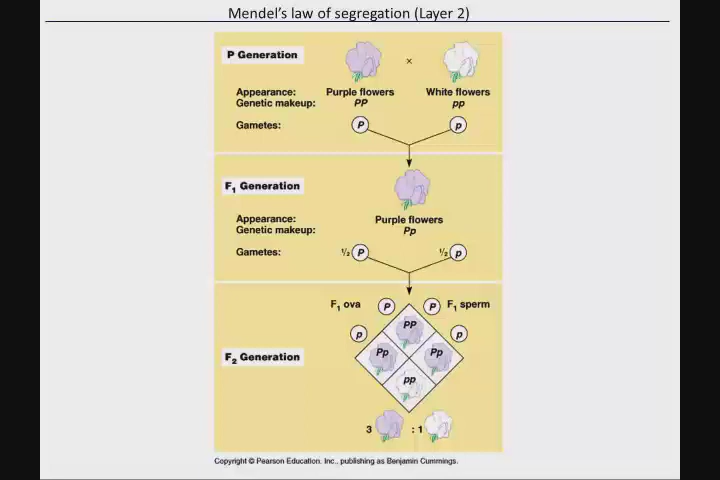 Mendel's law of segregation (Layer 2)
P Generation
×
Appearance: Purple flowers White flowers
Genetic makeup: PP pp
Gametes: P p
F1 Generation
Appearance: Purple flowers
Genetic makeup: Pp
Gametes: 1/2 P 1/2 p
F1 ova P P F1 sperm
p PP p
Pp Pp
F2 Generation
pp
3 : 1
Copyright © Pearson Education, Inc., publishing as Benjamin Cummings.